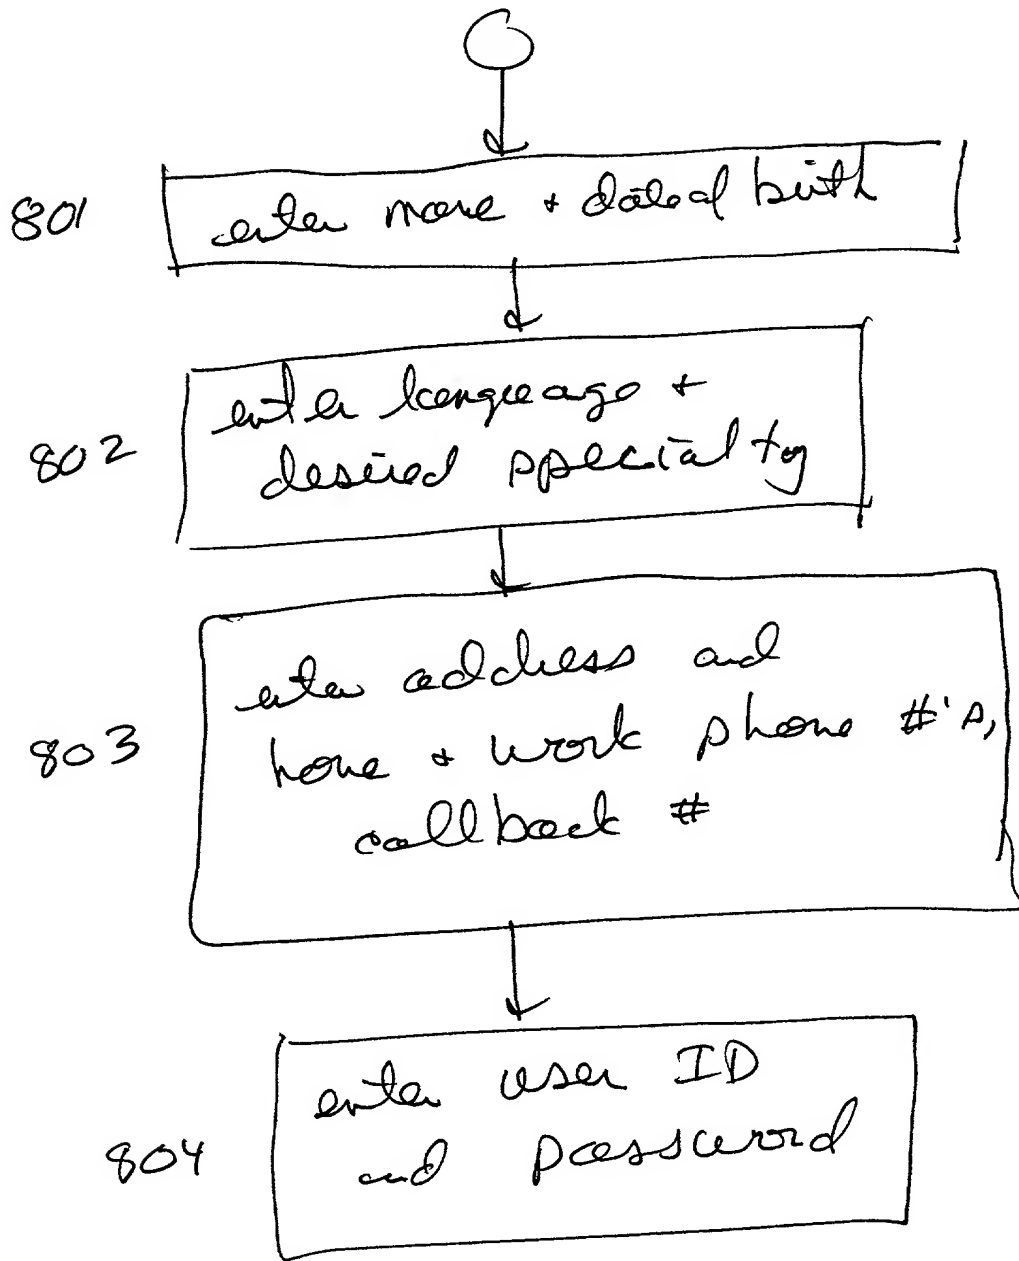 801
enter name + date of birth
802
enter language +
desired specialty
803
enter address and
home + work phone #'s,
callback #
804
enter user ID
and password